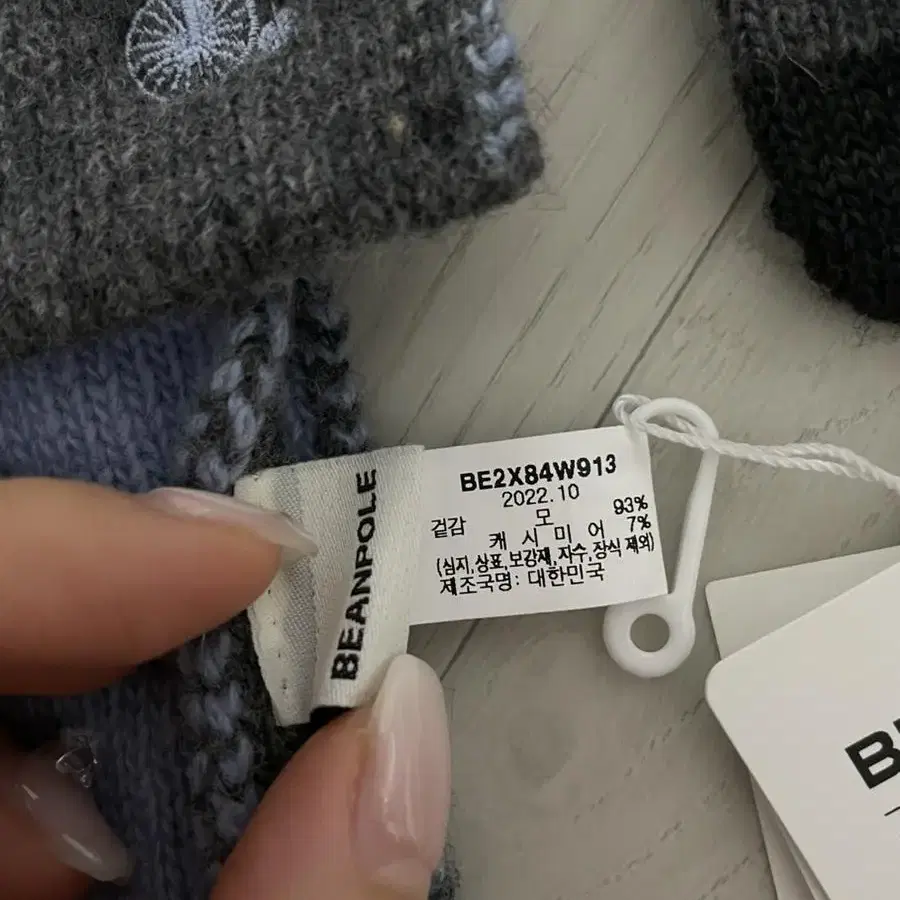 BEANPOLE
BE2X84W913
2022.10
겉감 모 93%
캐시미어 7%
(심지,상표,보강재,자수,장식 제외)
제조국명: 대한민국